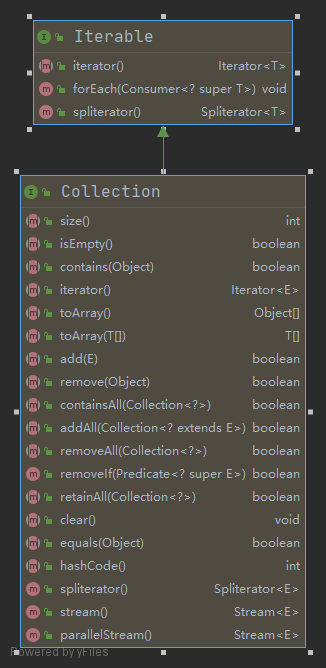 I Iterable
m iterator() Iterator<T>
m forEach(Consumer<? super T>) void
m spliterator() Spliterator<T>
I Collection
m size() int
m isEmpty() boolean
m contains(Object) boolean
m iterator() Iterator<E>
m toArray() Object[]
m toArray(T[]) T[]
m add(E) boolean
m remove(Object) boolean
m containsAll(Collection<?>) boolean
m addAll(Collection<? extends E>) boolean
m removeAll(Collection<?>) boolean
m removeIf(Predicate<? super E>) boolean
m retainAll(Collection<?>) boolean
m clear() void
m equals(Object) boolean
m hashCode() int
m spliterator() Spliterator<E>
m stream() Stream<E>
m parallelStream() Stream<E>
Powered by yFiles